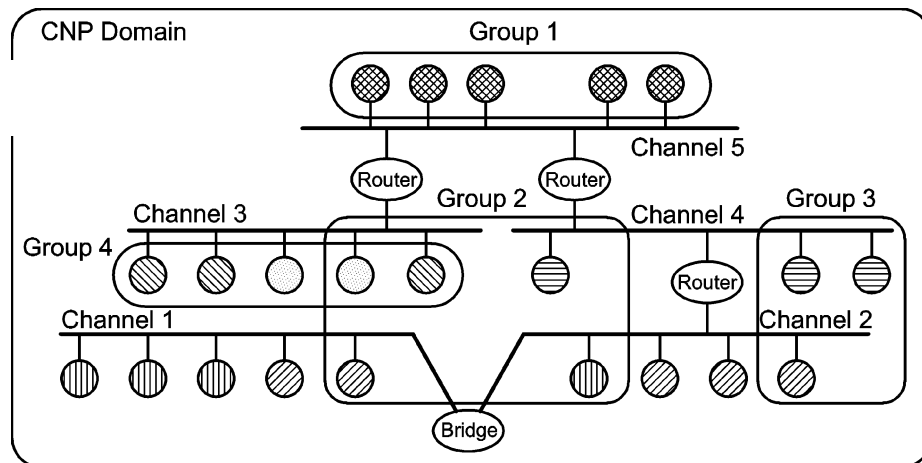 CNP Domain
Group 1
Channel 5
Router
Router
Group 2
Group 3
Channel 3
Channel 4
Group 4
Router
Channel 1
Channel 2
Bridge